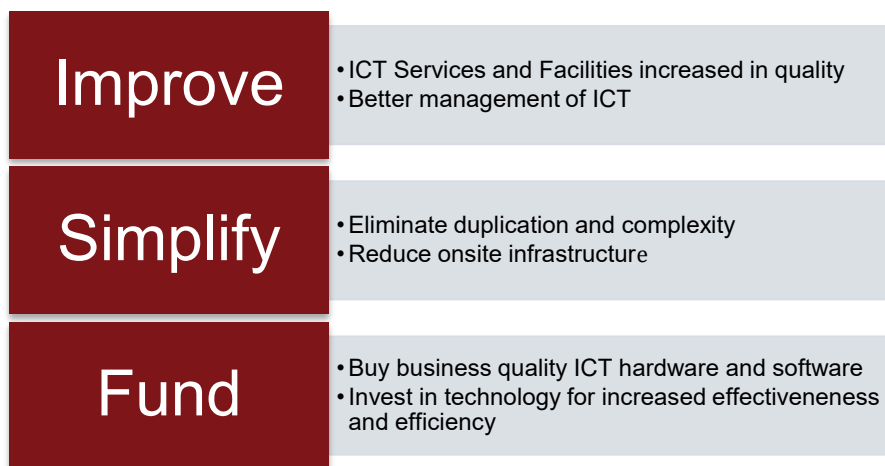 Improve
• ICT Services and Facilities increased in quality
• Better management of ICT
Simplify
• Eliminate duplication and complexity
• Reduce onsite infrastructure
Fund
• Buy business quality ICT hardware and software
• Invest in technology for increased effectiveneness
and efficiency